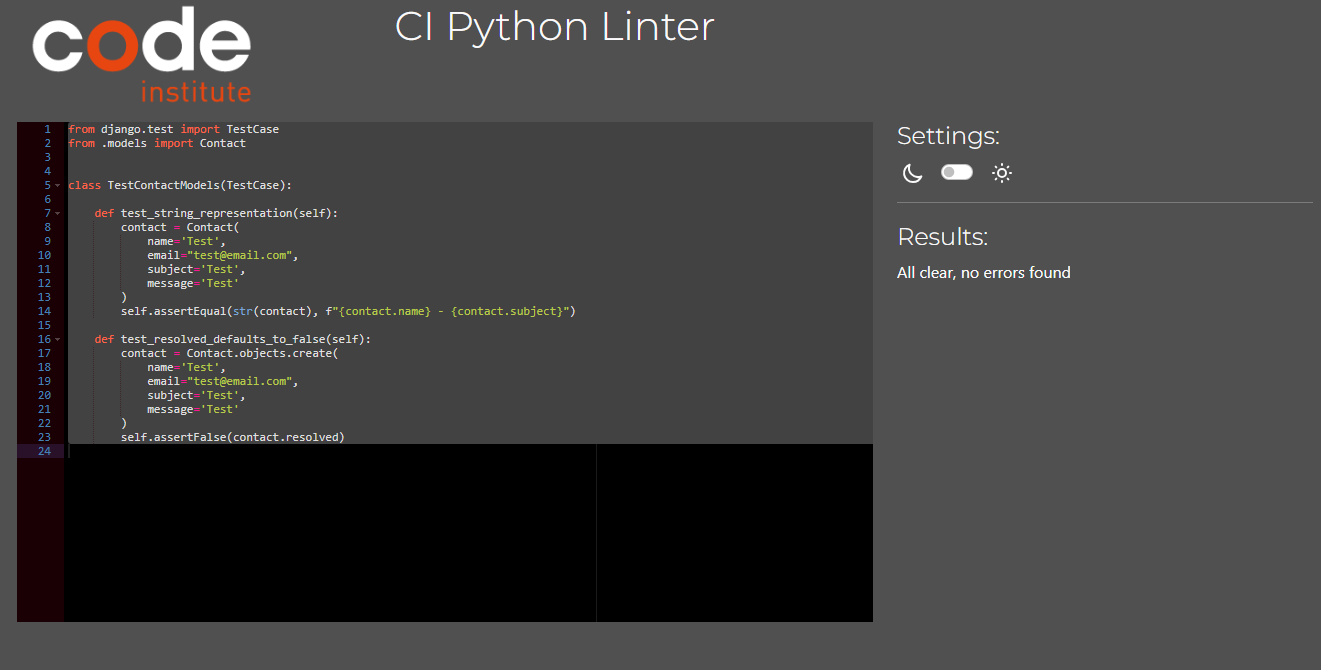 code
institute
CI Python Linter
1 from django.test import TestCase
2 from .models import Contact
3
4
5 class TestContactModels(TestCase):
6
7     def test_string_representation(self):
8         contact = Contact(
9             name='Test',
10             email="test@email.com",
11             subject='Test',
12             message='Test'
13         )
14         self.assertEqual(str(contact), f"{contact.name} - {contact.subject}")
15
16     def test_resolved_defaults_to_false(self):
17         contact = Contact.objects.create(
18             name='Test',
19             email="test@email.com",
20             subject='Test',
21             message='Test'
22         )
23         self.assertFalse(contact.resolved)
24
Settings:
Results:
All clear, no errors found